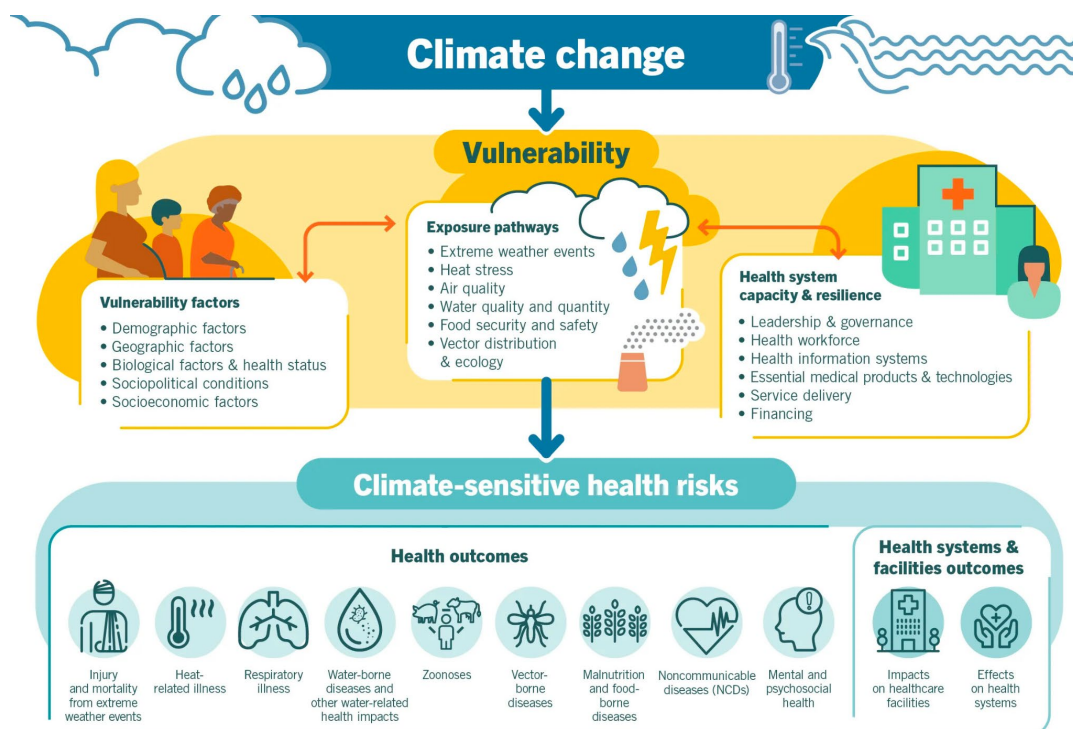 Climate change
Vulnerability
Vulnerability factors
• Demographic factors
• Geographic factors
• Biological factors & health status
• Sociopolitical conditions
• Socioeconomic factors
Exposure pathways
• Extreme weather events
• Heat stress
• Air quality
• Water quality and quantity
• Food security and safety
• Vector distribution
& ecology
Health system
capacity & resilience
• Leadership & governance
• Health workforce
• Health information systems
• Essential medical products & technologies
• Service delivery
• Financing
Climate-sensitive health risks
Health outcomes
Injury
and mortality
from extreme
weather events
Heat-
related illness
Respiratory
illness
Water-borne
diseases and
other water-related
health impacts
Zoonoses
Vector-
borne
diseases
Malnutrition
and food-
borne
diseases
Noncommunicable
diseases (NCDs)
Mental and
psychosocial
health
Health systems &
facilities outcomes
Impacts
on healthcare
facilities
Effects
on health
systems